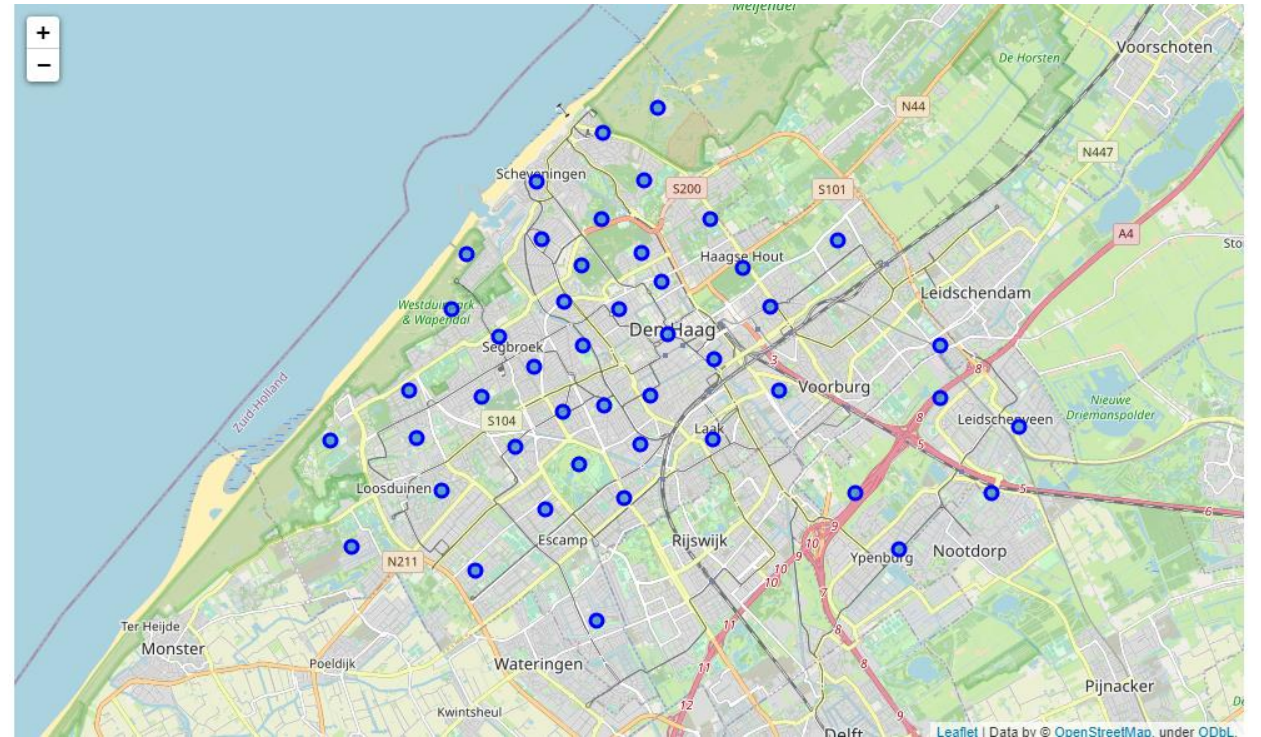 Meijendel
+
−
Voorschoten
De Horsten
N44
N447
Scheveningen
S200
S101
A4
Sto
Haagse Hout
Leidschendam
Westduinpark
& Wapendal
Den Haag
Segbroek
3
8
Zuid-Holland
Voorburg
Nieuwe
Driemanspolder
S104
8
Leidschenveen
Laak
5
Loosduinen
5
6
9
Escamp
Rijswijk
10
9
Ypenburg
Nootdorp
N211
10
10
7
Ter Heijde
11
8
Monster
Poeldijk
Wateringen
11
8
Pijnacker
De
12
Kwintsheul
9
Delft
Leaflet | Data by © OpenStreetMap, under ODbL.